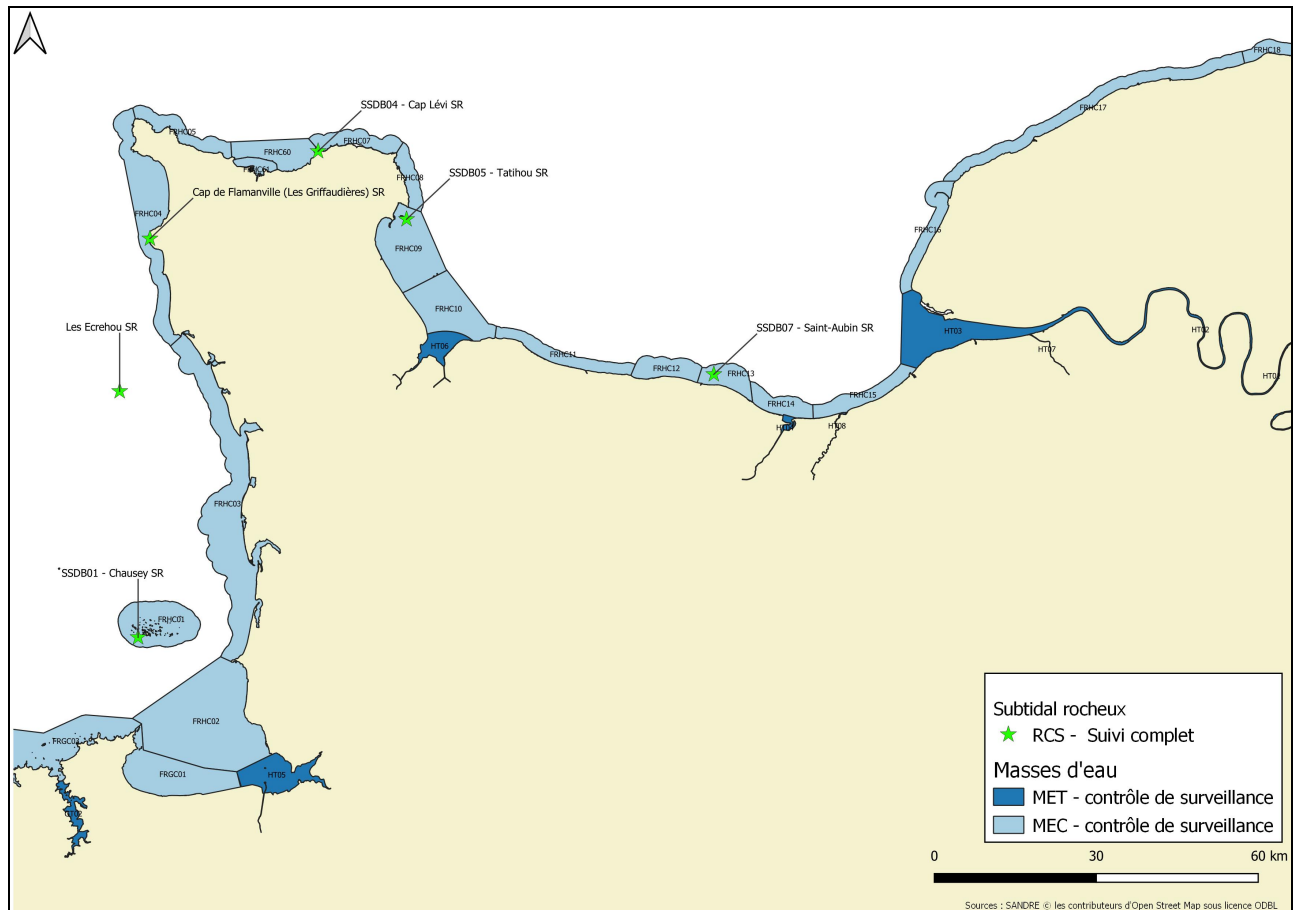 FRHC18
FRHC17
SSDB04 - Cap Lévi SR
FRHC05
FRHC07
FRHC60
FRHC61
SSDB05 - Tatihou SR
FRHC08
Cap de Flamanville (Les Griffaudières) SR
FRHC04
FRHC16
FRHC09
FRHC10
Les Ecrehou SR
SSDB07 - Saint-Aubin SR
HT03
HT02
HT06
HT07
FRHC11
FRHC12
FRHC13
FRHC14
FRHC15
HT04
HT08
FRHC03
*SSDB01 - Chausey SR
FRHC01
FRHC02
FRGC03
FRGC01
HT05
Subtidal rocheux
RCS - Suivi complet
Masses d'eau
MET - contrôle de surveillance
MEC - contrôle de surveillance
0 30 60 km
Sources : SANDRE © les contributeurs d'Open Street Map sous licence ODBL